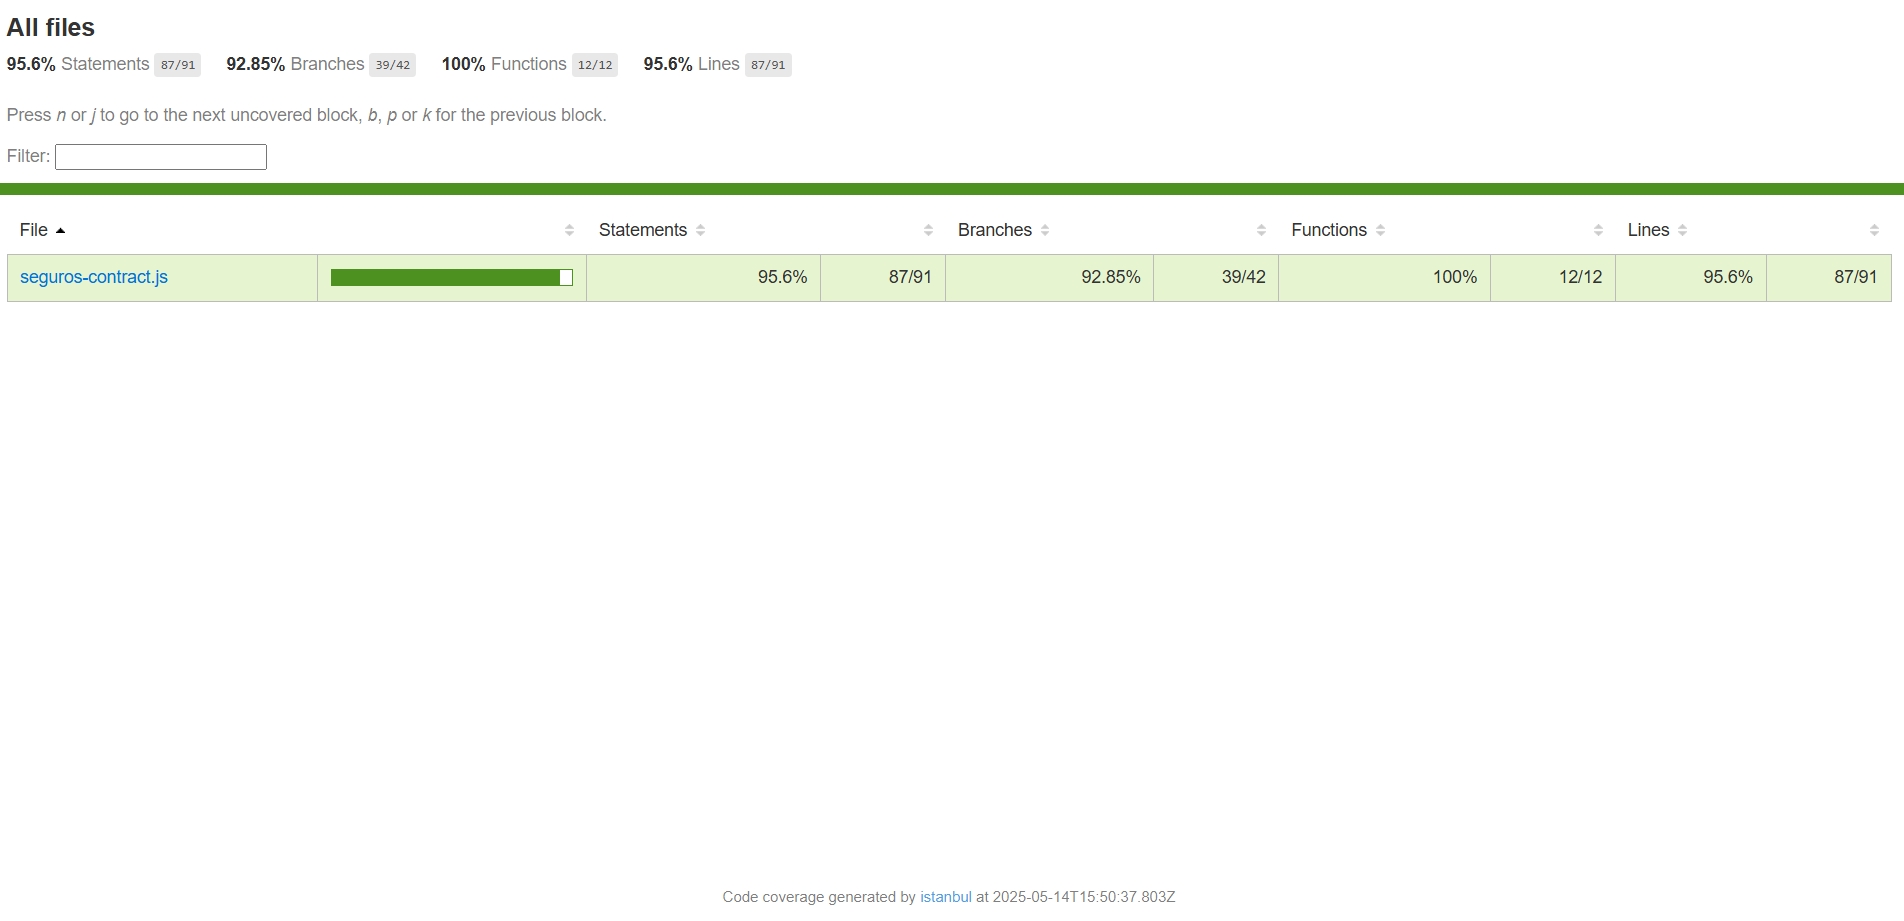 All files
95.6% Statements 87/91 92.85% Branches 39/42 100% Functions 12/12 95.6% Lines 87/91
Press n or j to go to the next uncovered block, b, p or k for the previous block.
Filter:
File Statements Branches Functions Lines
seguros-contract.js 95.6% 87/91 92.85% 39/42 100% 12/12 95.6% 87/91
Code coverage generated by istanbul at 2025-05-14T15:50:37.803Z